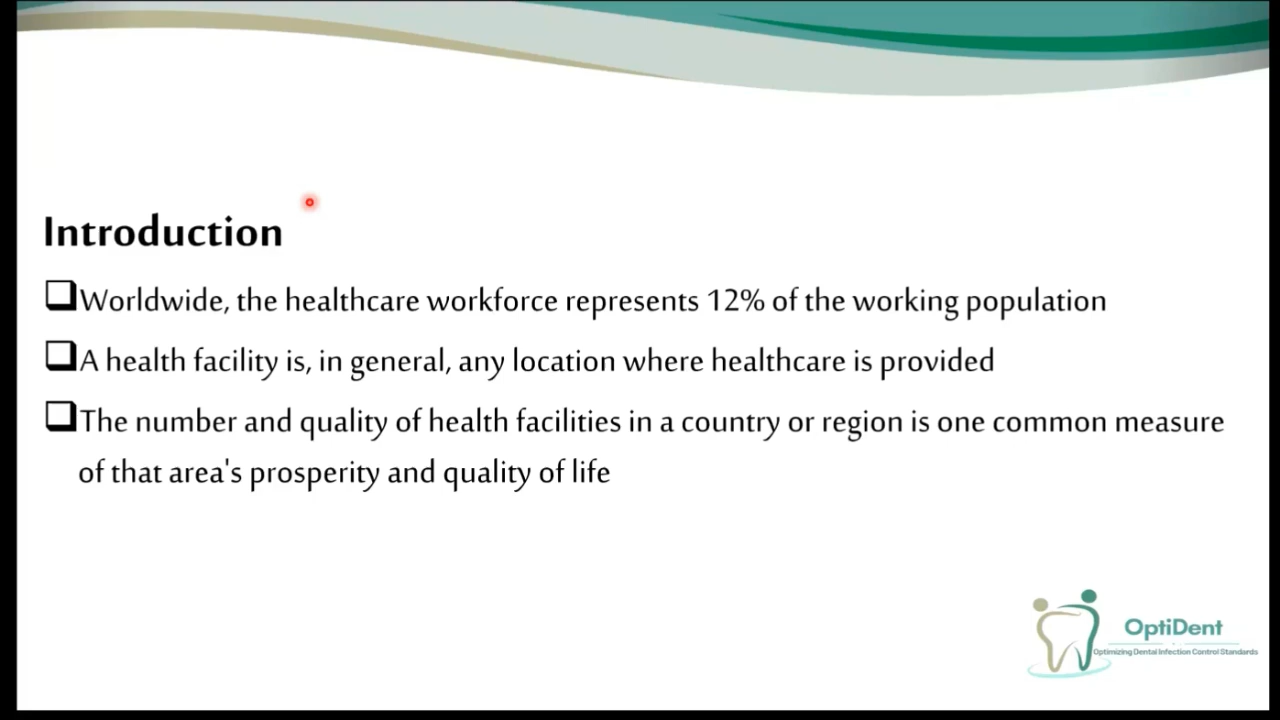 Introduction
Worldwide, the healthcare workforce represents 12% of the working population
A health facility is, in general, any location where healthcare is provided
The number and quality of health facilities in a country or region is one common measure
of that area's prosperity and quality of life
OptiDent
Optimizing Dental Infection Control Standards